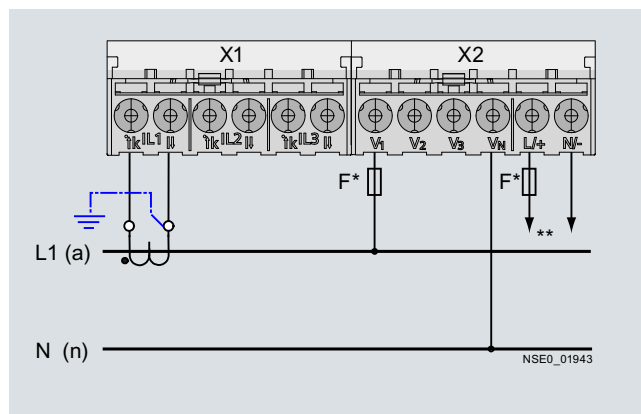 X1 X2
°k IL1 °l °k IL2 °l °k IL3 °l V₁ V₂ V₃ VN L/+ N/-
F* F*
**
L1 (a)
N (n)
NSE0_01943